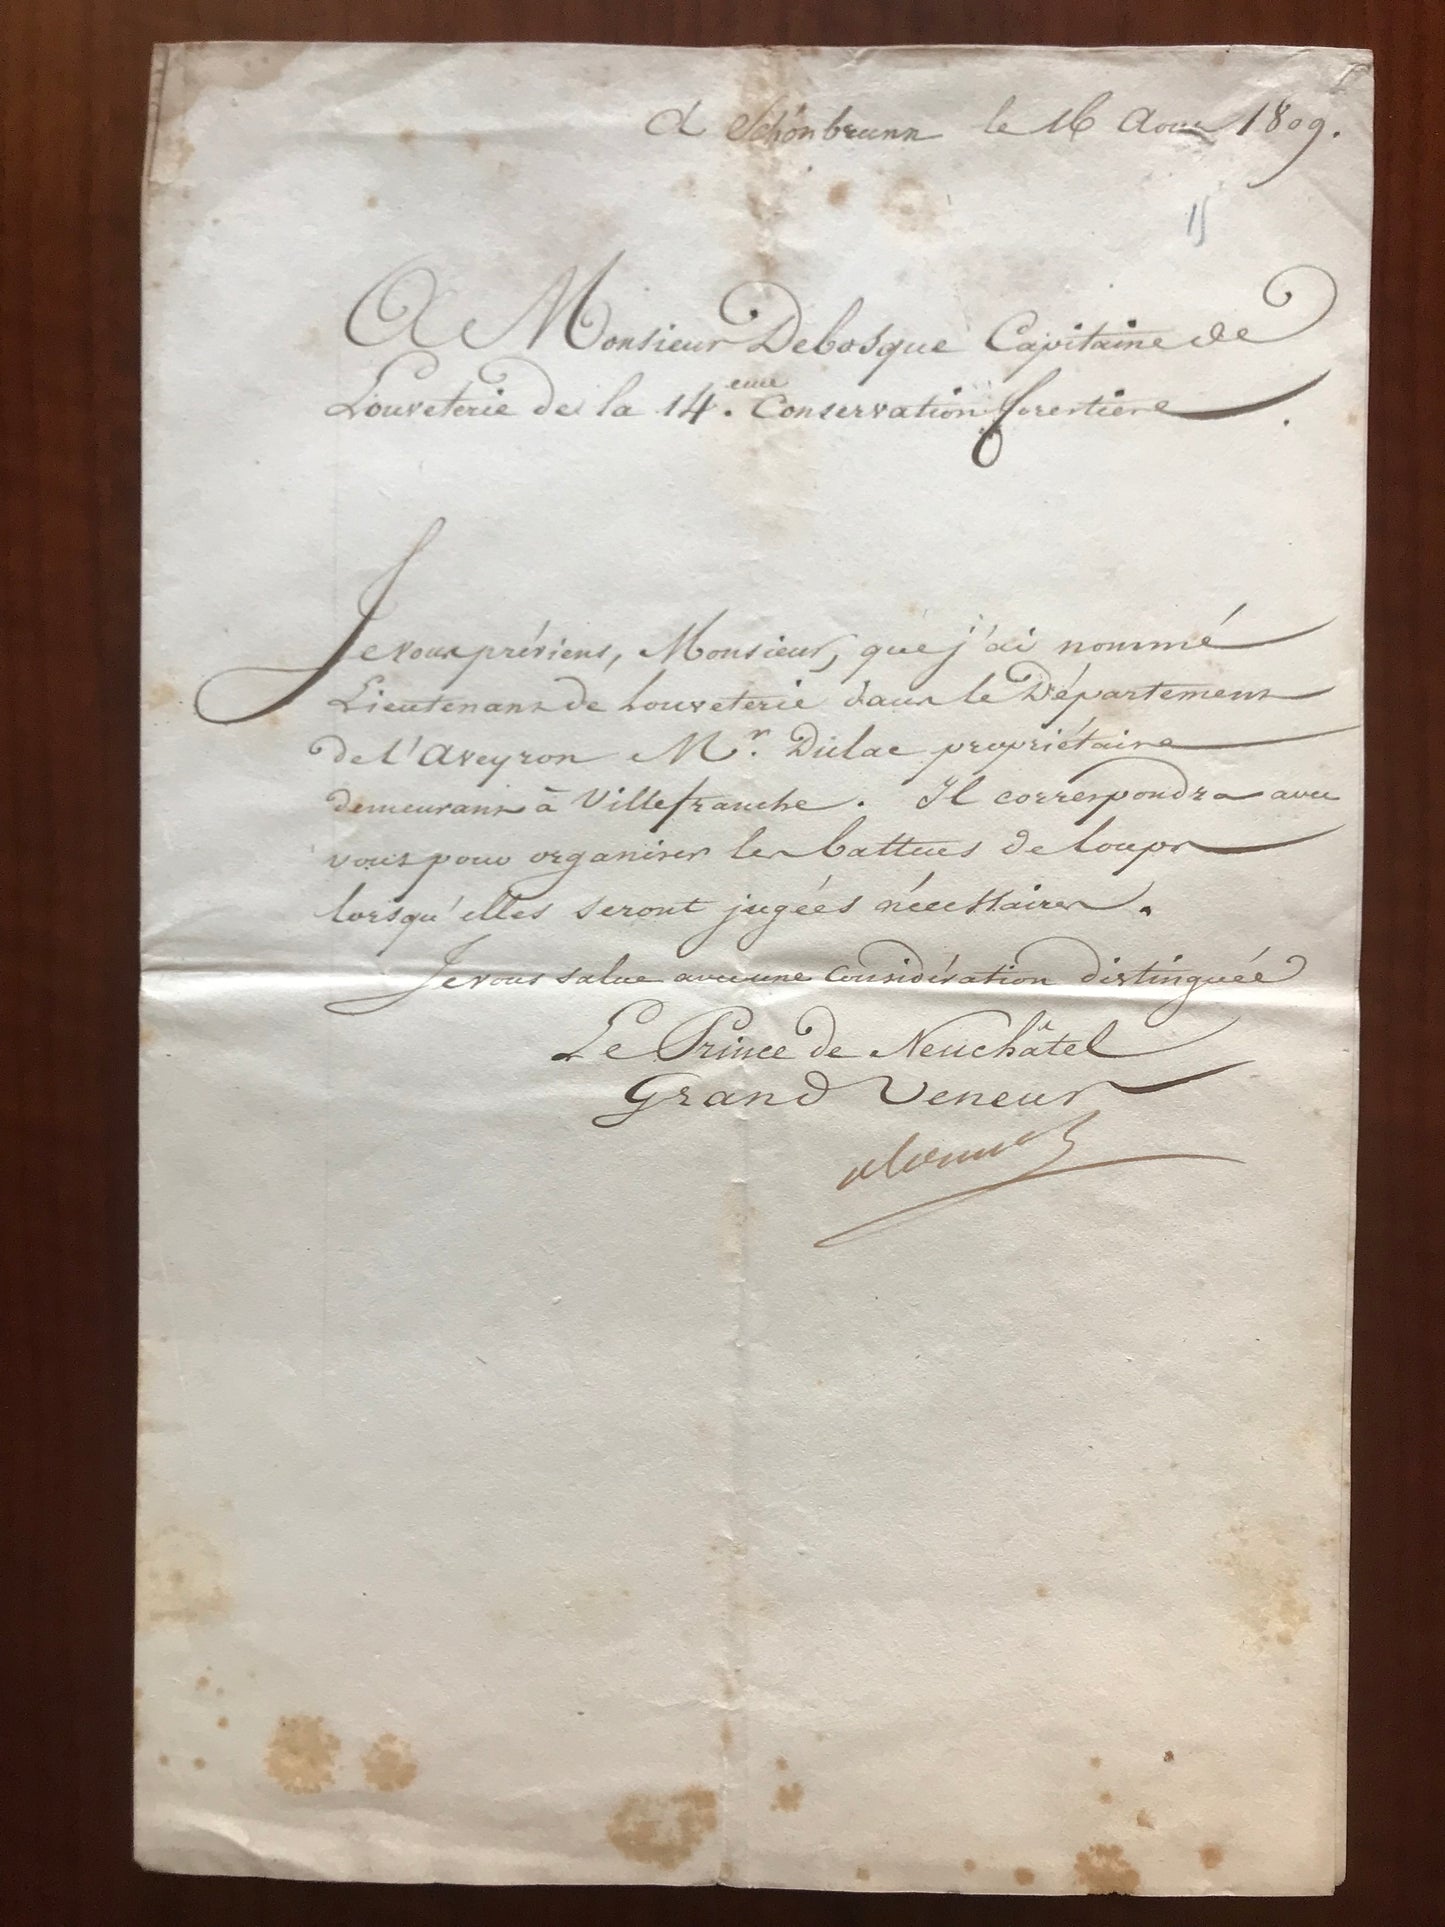 A Schönbrunn le 16 Aout 1809.
15
A Monsieur Debosque Capitaine de
Louveterie de la 14.eme Conservation forestiere.
Je vous préviens, Monsieur, que j'ai nommé
Lieutenant de Louveterie dans le Département
de l'Aveyron Mr. Dulac propriétaire
demeurant à Villefranche. Il correspondra avec
vous pour organiser les battues de loups
lorsqu'elles seront jugées nécessaires.
Je vous salue avec une considération distinguée
Le Prince de Neuchâtel
Grand Veneur